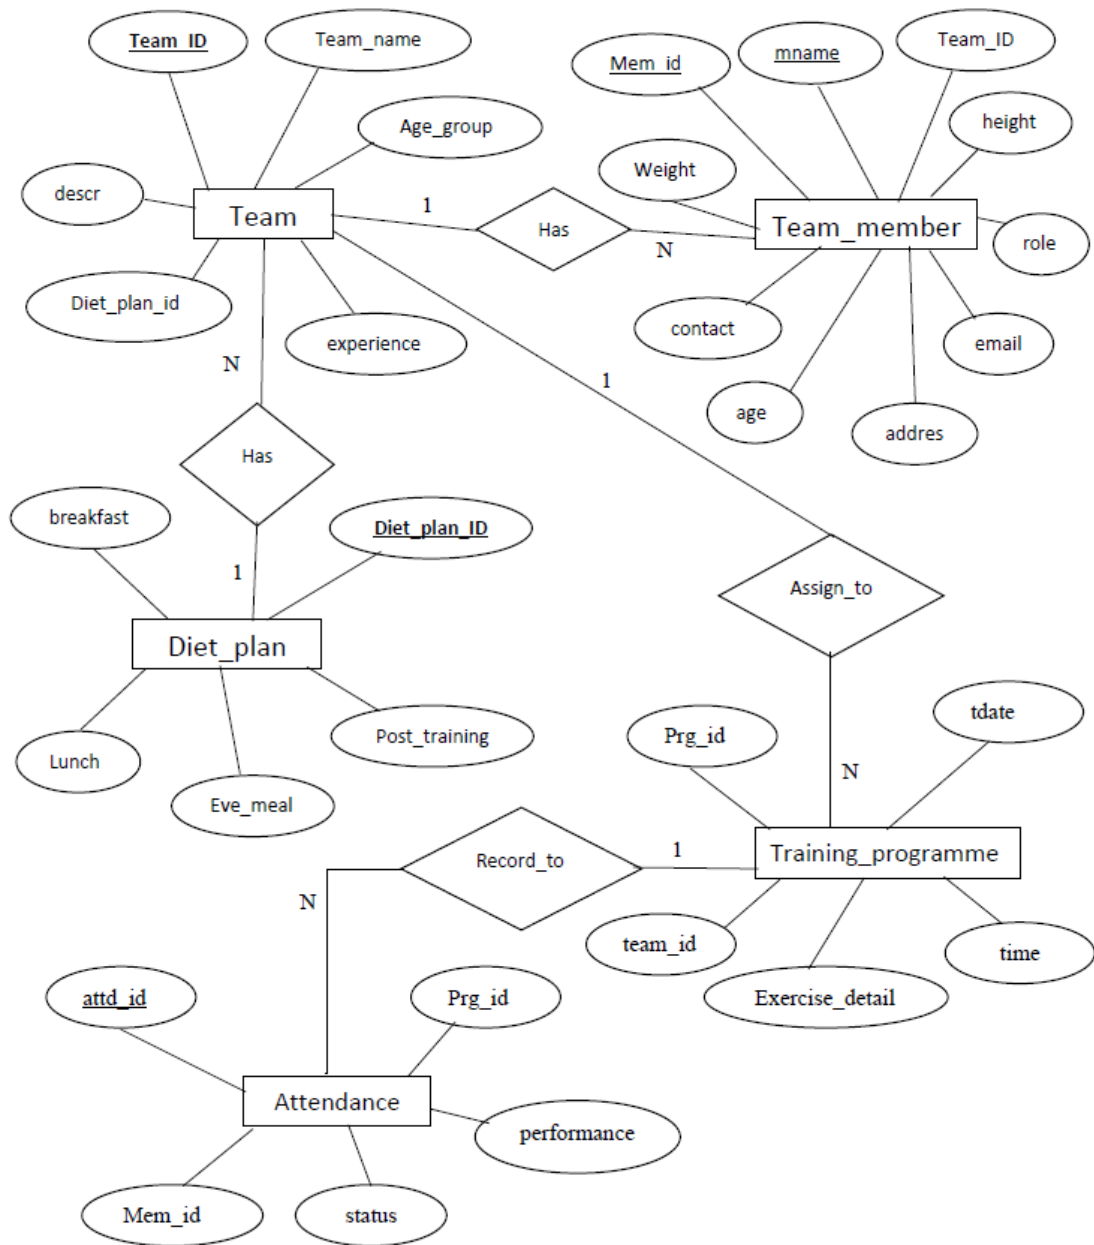 Team_ID
Team_name
Mem_id
mname
Team_ID
Age_group
height
descr
Weight
Team
1
Has
N
Team_member
role
Diet_plan_id
experience
contact
email
N
1
age
addres
Has
breakfast
Diet_plan_ID
1
Assign_to
Diet_plan
Lunch
Eve_meal
Post_training
Prg_id
tdate
N
Record_to
1
Training_programme
N
team_id
Exercise_detail
time
attd_id
Prg_id
Attendance
performance
Mem_id
status